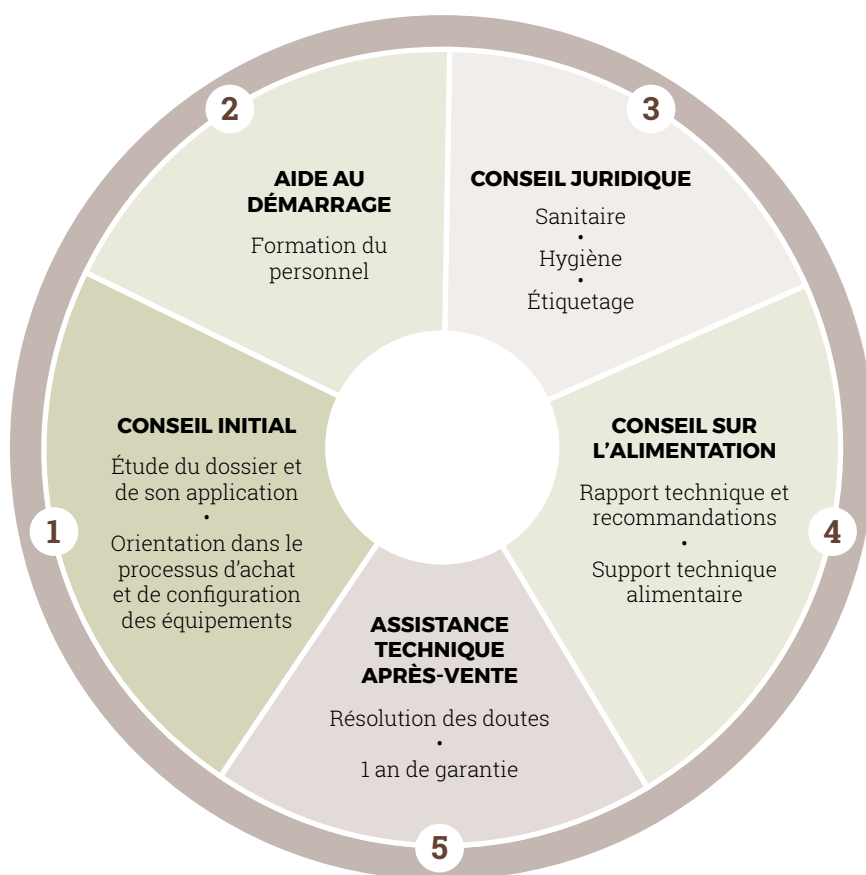 1
CONSEIL INITIAL
Étude du dossier et
de son application
•
Orientation dans le
processus d’achat
et de configuration
des équipements
2
AIDE AU
DÉMARRAGE
Formation du
personnel
3
CONSEIL JURIDIQUE
Sanitaire
•
Hygiène
•
Étiquetage
4
CONSEIL SUR
L’ALIMENTATION
Rapport technique et
recommandations
•
Support technique
alimentaire
5
ASSISTANCE
TECHNIQUE
APRÈS-VENTE
Résolution des doutes
•
1 an de garantie